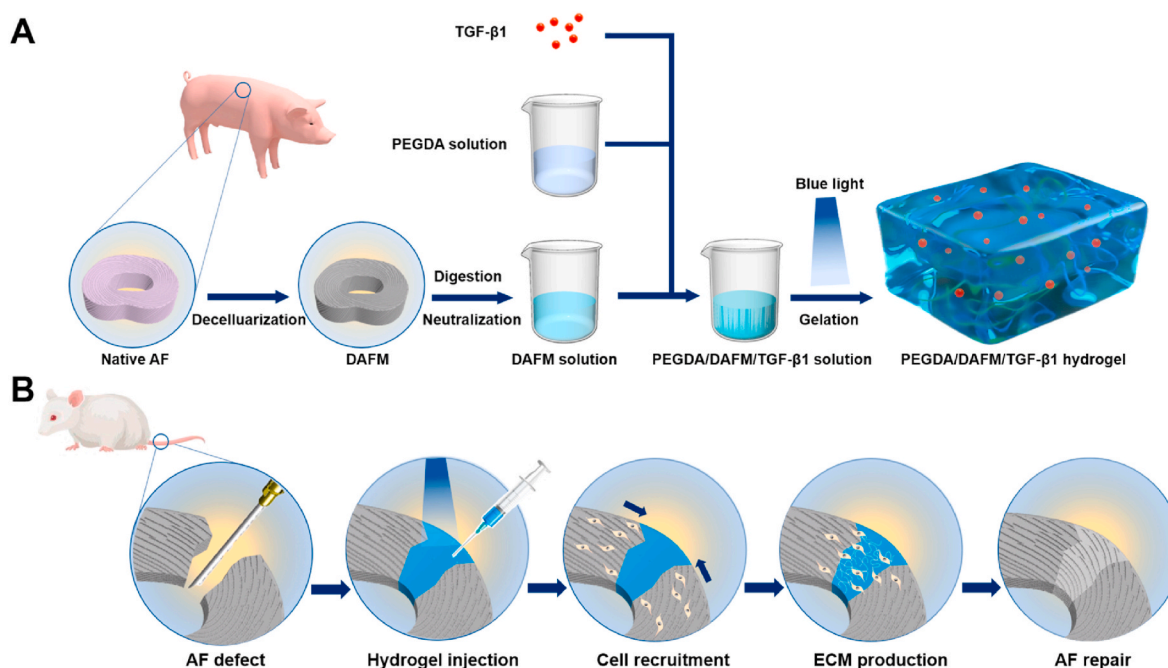 A
TGF-β1
PEGDA solution
Blue light
Digestion
Decelluarization
Neutralization
Gelation
Native AF
DAFM
DAFM solution
PEGDA/DAFM/TGF-β1 solution
PEGDA/DAFM/TGF-β1 hydrogel
B
AF defect
Hydrogel injection
Cell recruitment
ECM production
AF repair